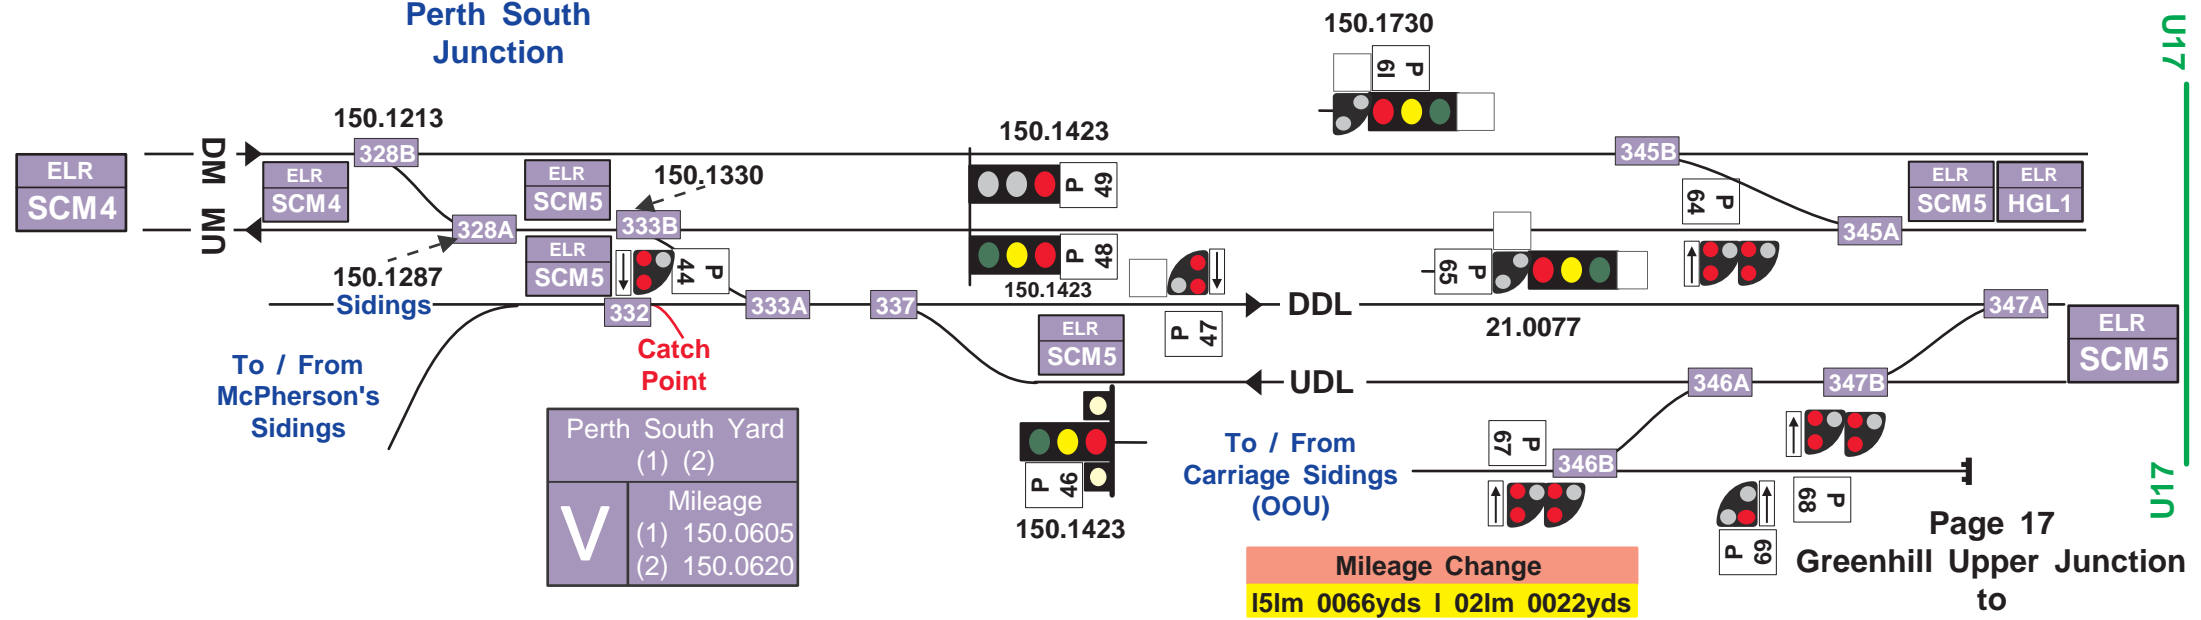 Perth South
Junction
150.1730
U17
P 61
150.1213
150.1423
DM
328B
345B
ELR
SCM4
ELR
SCM4
ELR
SCM5
150.1330
P 49
P 64
ELR
SCM5
ELR
HGL1
UM
328A
333B
345A
ELR
SCM5
P 44
P 48
P 65
150.1287
150.1423
Sidings
332
333A
337
DDL
347A
21.0077
ELR
SCM5
P 47
ELR
SCM5
To / From
McPherson's
Sidings
Catch
Point
UDL
346A
347B
Perth South Yard
(1) (2)
V
Mileage
(1) 150.0605
(2) 150.0620
P 46
150.1423
To / From
Carriage Sidings
(OOU)
P 67
346B
P 68
P 69
U17
Mileage Change
I5Im 0066yds I 02Im 0022yds
Page 17
Greenhill Upper Junction
to